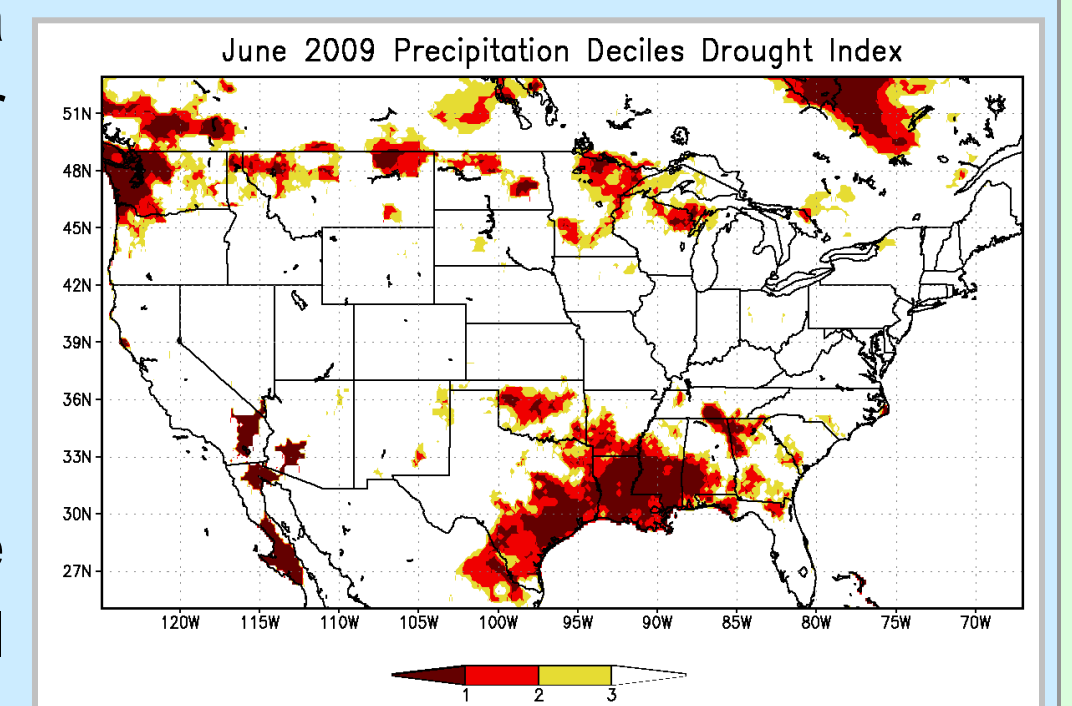 June 2009 Precipitation Deciles Drought Index
51N
48N
45N
42N
39N
36N
33N
30N
27N
120W 115W 110W 105W 100W 95W 90W 85W 80W 75W 70W
1 2 3